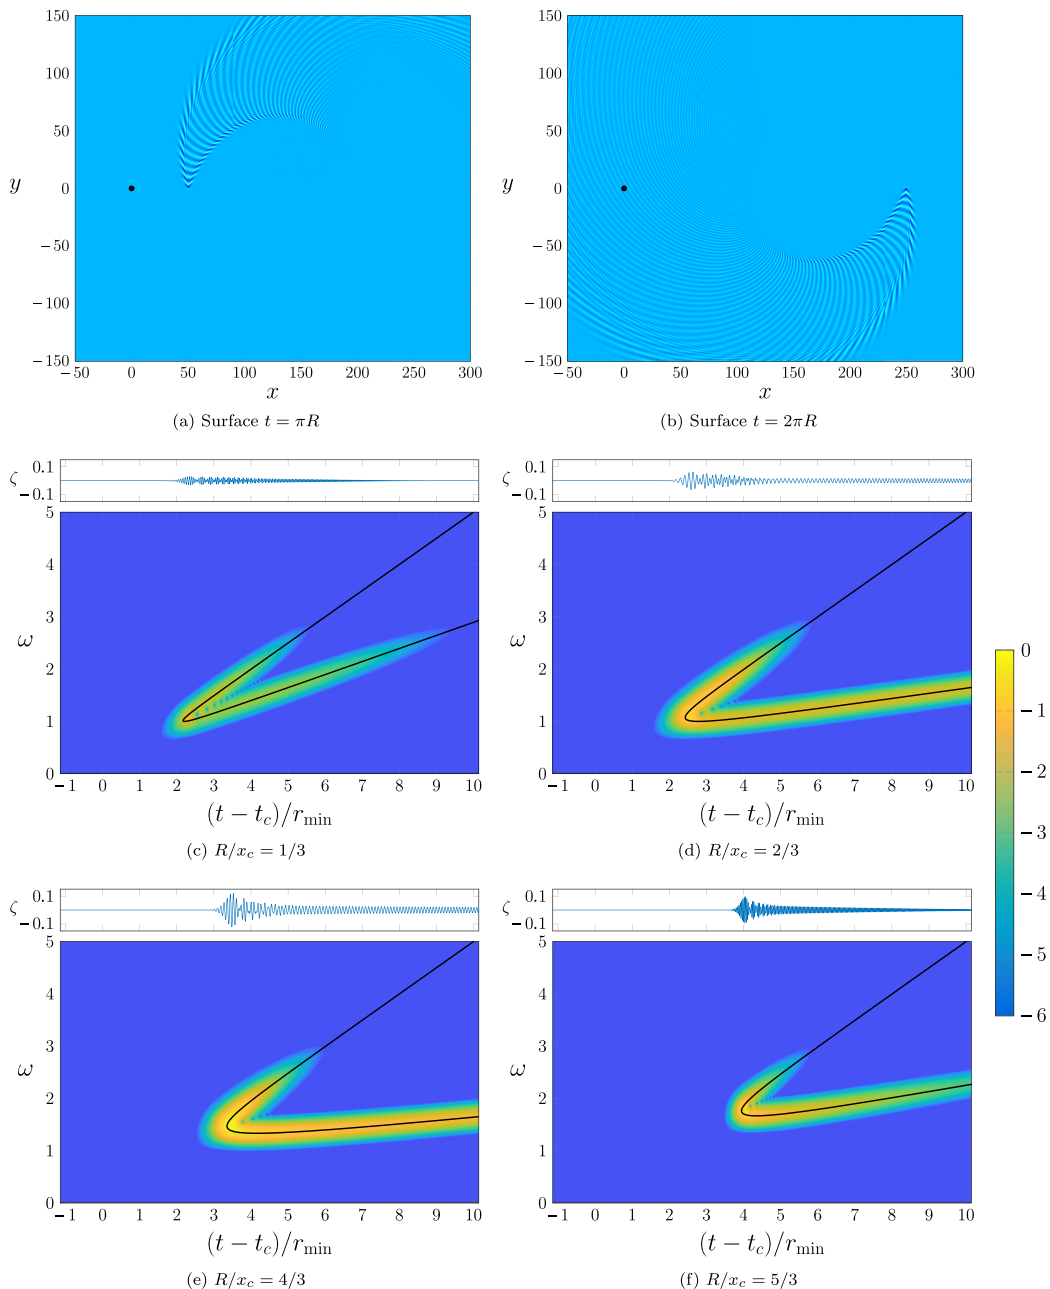 150
100
50
0
−50
−100
−150
y
−50 0 50 100 150 200 250 300
x
(a) Surface t = πR
150
100
50
0
−50
−100
−150
y
−50 0 50 100 150 200 250 300
x
(b) Surface t = 2πR
ζ
0.1
−0.1
5
4
3
2
1
0
ω
−1 0 1 2 3 4 5 6 7 8 9 10
(t − t_c)/r_min
(c) R/x_c = 1/3
ζ
0.1
−0.1
5
4
3
2
1
0
ω
−1 0 1 2 3 4 5 6 7 8 9 10
(t − t_c)/r_min
(d) R/x_c = 2/3
ζ
0.1
−0.1
5
4
3
2
1
0
ω
−1 0 1 2 3 4 5 6 7 8 9 10
(t − t_c)/r_min
(e) R/x_c = 4/3
ζ
0.1
−0.1
5
4
3
2
1
0
ω
−1 0 1 2 3 4 5 6 7 8 9 10
(t − t_c)/r_min
(f) R/x_c = 5/3
0
−1
−2
−3
−4
−5
−6